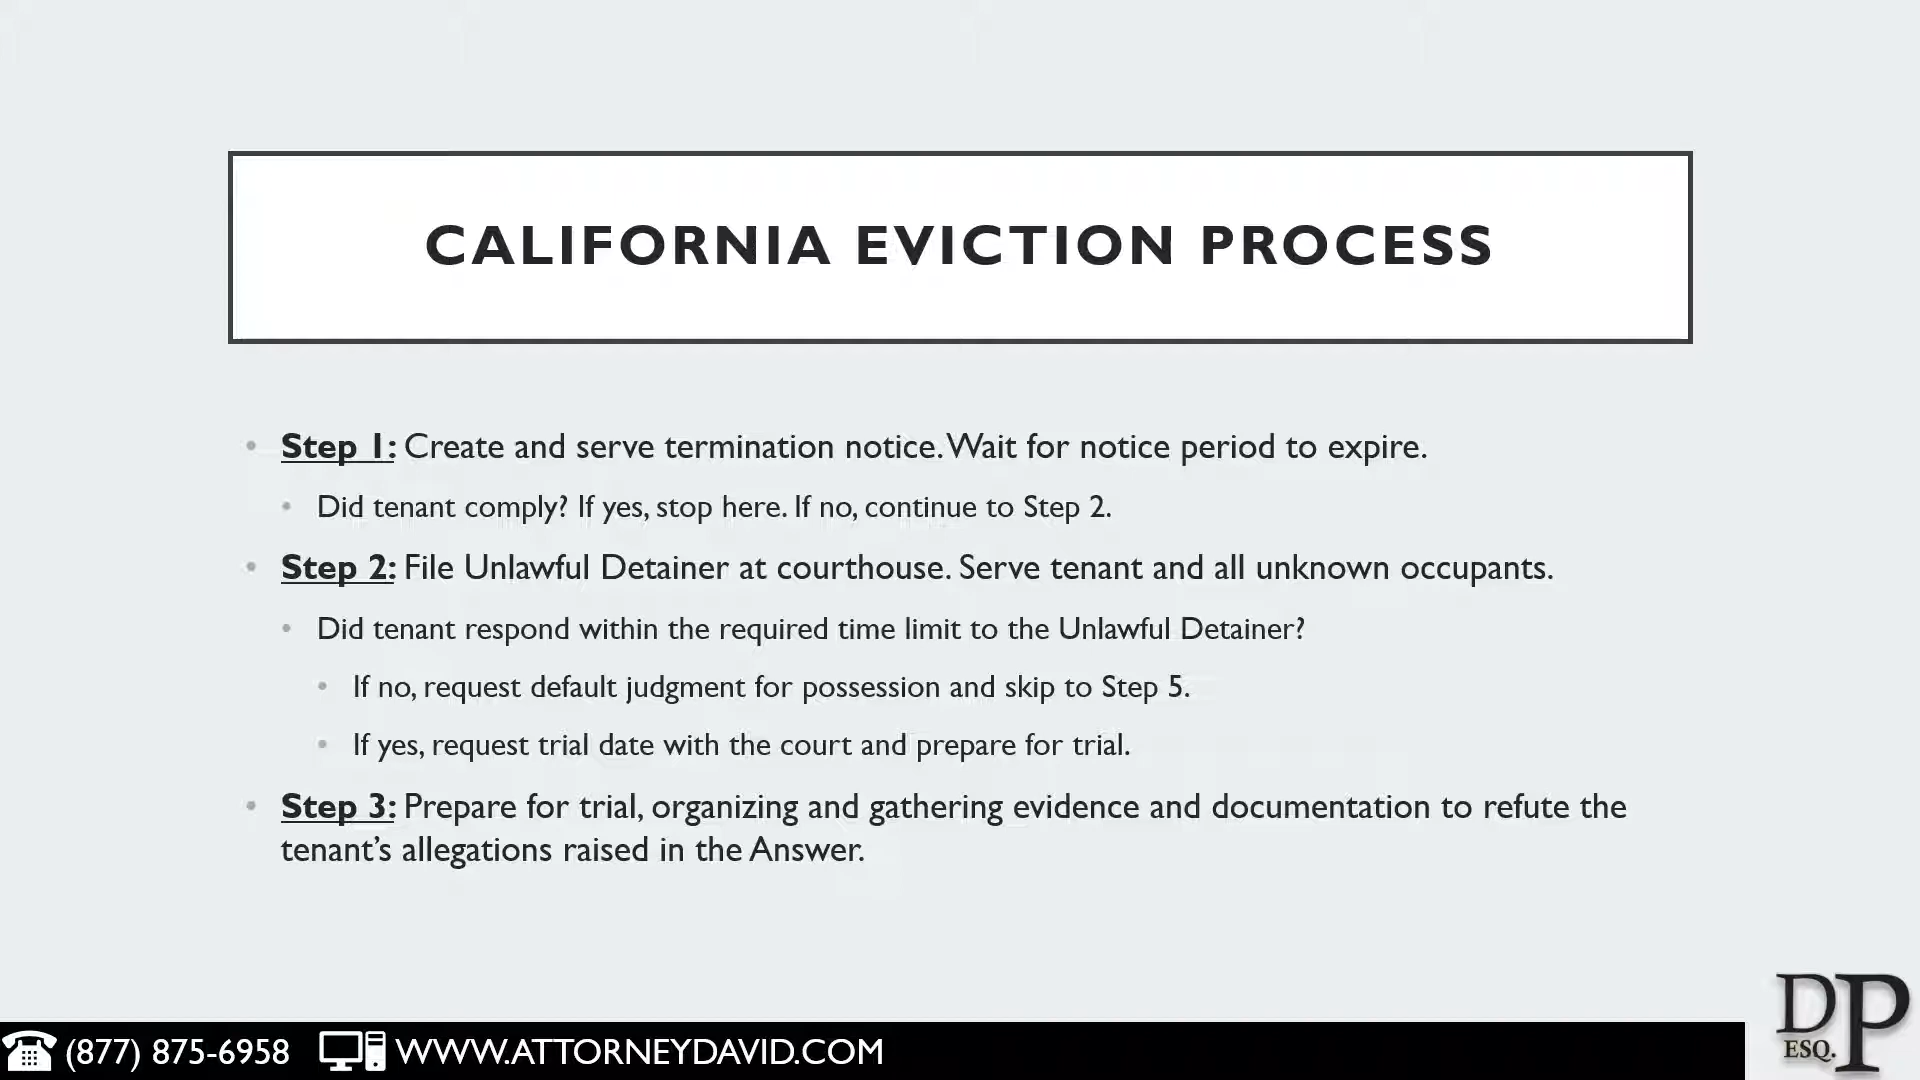 CALIFORNIA EVICTION PROCESS
• Step 1: Create and serve termination notice. Wait for notice period to expire.
• Did tenant comply? If yes, stop here. If no, continue to Step 2.
• Step 2: File Unlawful Detainer at courthouse. Serve tenant and all unknown occupants.
• Did tenant respond within the required time limit to the Unlawful Detainer?
• If no, request default judgment for possession and skip to Step 5.
• If yes, request trial date with the court and prepare for trial.
• Step 3: Prepare for trial, organizing and gathering evidence and documentation to refute the
tenant's allegations raised in the Answer.
(877) 875-6958 WWW.ATTORNEYDAVID.COM
DP
ESQ.